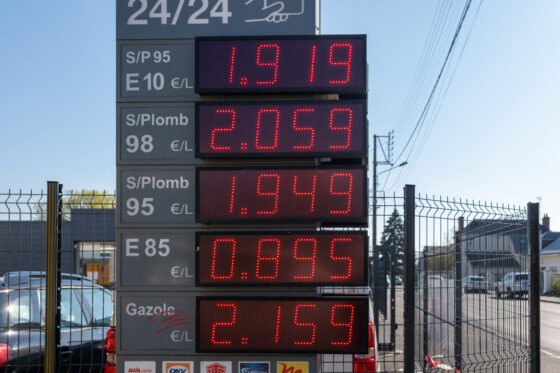 24/24
S/P 95
E10 €/L
1.919
S/Plomb
98 €/L
2.059
S/Plomb
95 €/L
1.949
E 85
€/L
0.895
Gazole
€/L
2.159
DKV